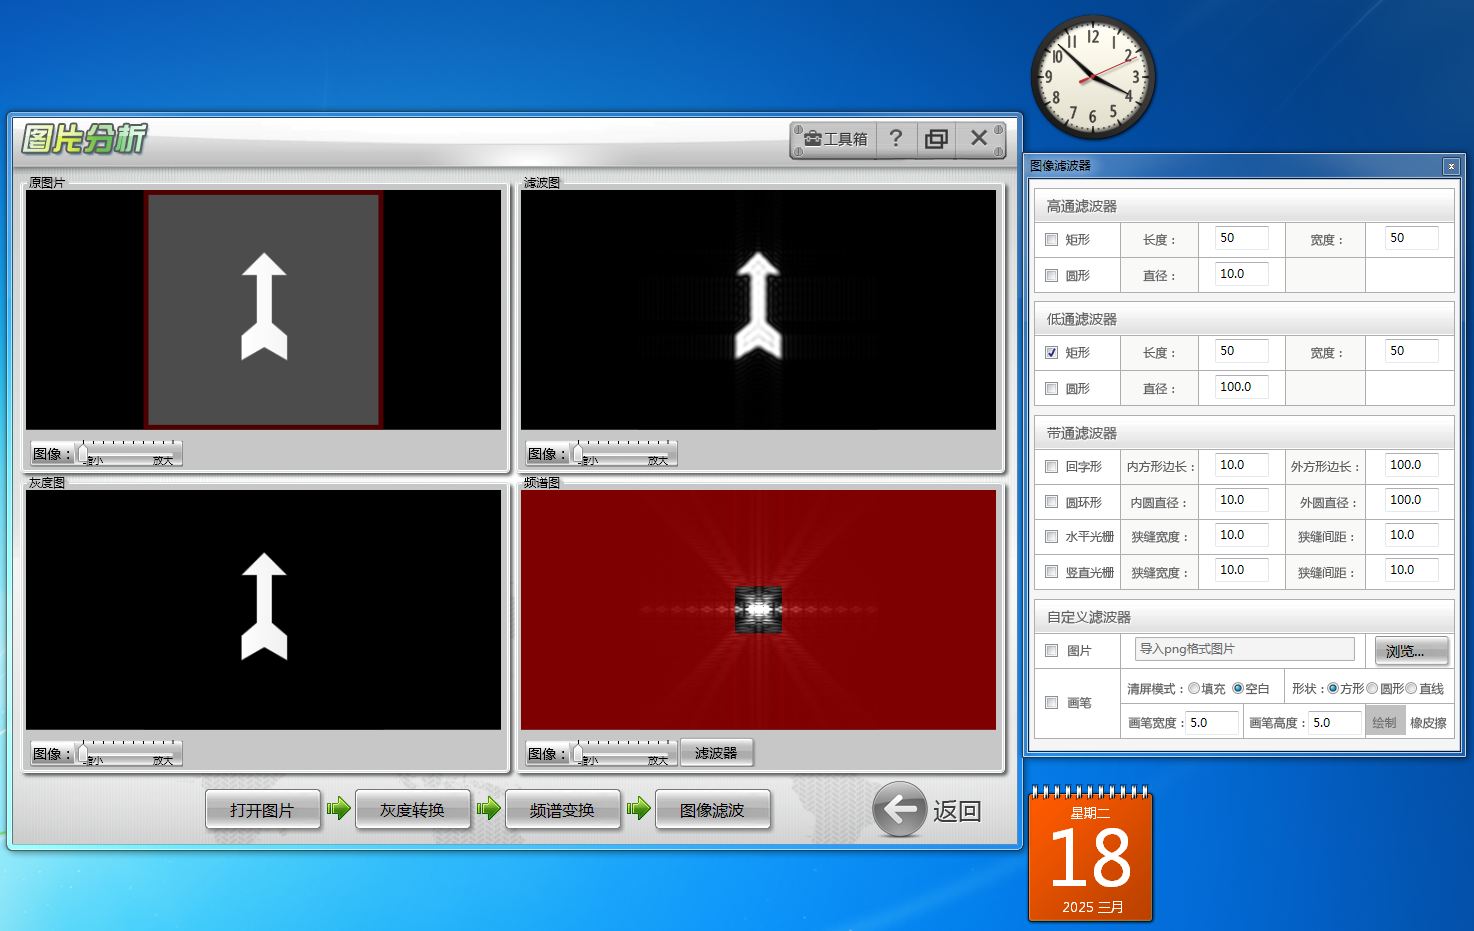 图片分析
工具箱
?
原图片
滤波图
图像：
缩小
放大
图像：
缩小
放大
灰度图
频谱图
图像：
缩小
放大
图像：
缩小
放大
滤波器
打开图片
灰度转换
频谱变换
图像滤波
返回
12
1
2
3
4
5
6
7
8
9
10
11
图像滤波器
x
高通滤波器
矩形 长度： 50 宽度： 50
圆形 直径： 10.0
低通滤波器
矩形 长度： 50 宽度： 50
圆形 直径： 100.0
带通滤波器
回字形 内方形边长： 10.0 外方形边长： 100.0
圆环形 内圆直径： 10.0 外圆直径： 100.0
水平光栅 狭缝宽度： 10.0 狭缝间距： 10.0
竖直光栅 狭缝宽度： 10.0 狭缝间距： 10.0
自定义滤波器
图片 导入png格式图片 浏览...
画笔 清屏模式： 填充 空白 形状： 方形 圆形 直线
画笔宽度： 5.0 画笔高度： 5.0 绘制 橡皮擦
星期二
18
2025 三月